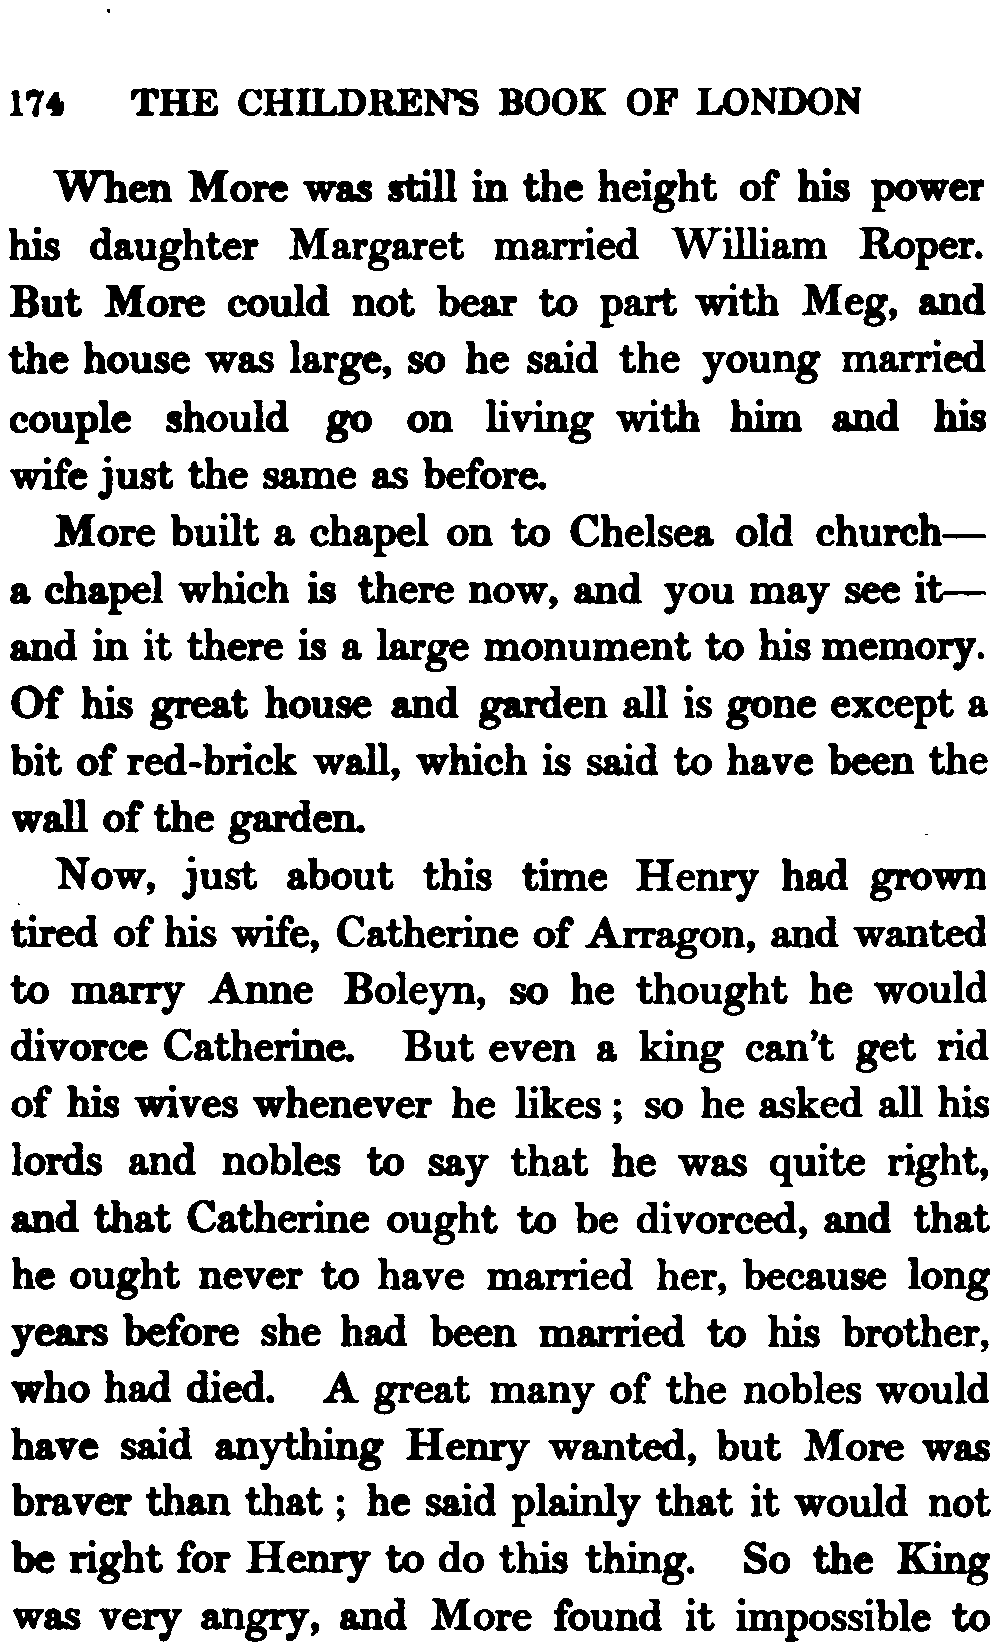 174 THE CHILDREN'S BOOK OF LONDON
When More was still in the height of his power
his daughter Margaret married William Roper.
But More could not bear to part with Meg, and
the house was large, so he said the young married
couple should go on living with him and his
wife just the same as before.
More built a chapel on to Chelsea old church—
a chapel which is there now, and you may see it—
and in it there is a large monument to his memory.
Of his great house and garden all is gone except a
bit of red-brick wall, which is said to have been the
wall of the garden.
Now, just about this time Henry had grown
tired of his wife, Catherine of Arragon, and wanted
to marry Anne Boleyn, so he thought he would
divorce Catherine. But even a king can't get rid
of his wives whenever he likes; so he asked all his
lords and nobles to say that he was quite right,
and that Catherine ought to be divorced, and that
he ought never to have married her, because long
years before she had been married to his brother,
who had died. A great many of the nobles would
have said anything Henry wanted, but More was
braver than that; he said plainly that it would not
be right for Henry to do this thing. So the King
was very angry, and More found it impossible to